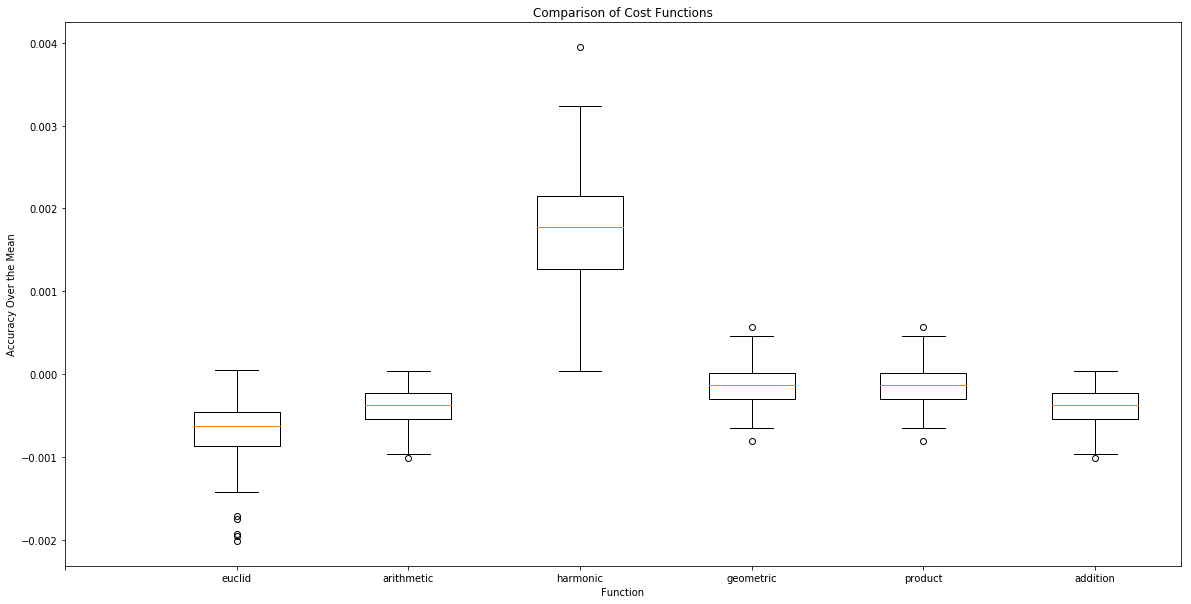 Comparison of Cost Functions
Accuracy Over the Mean
0.004
0.003
0.002
0.001
0.000
−0.001
−0.002
euclid arithmetic harmonic geometric product addition
Function